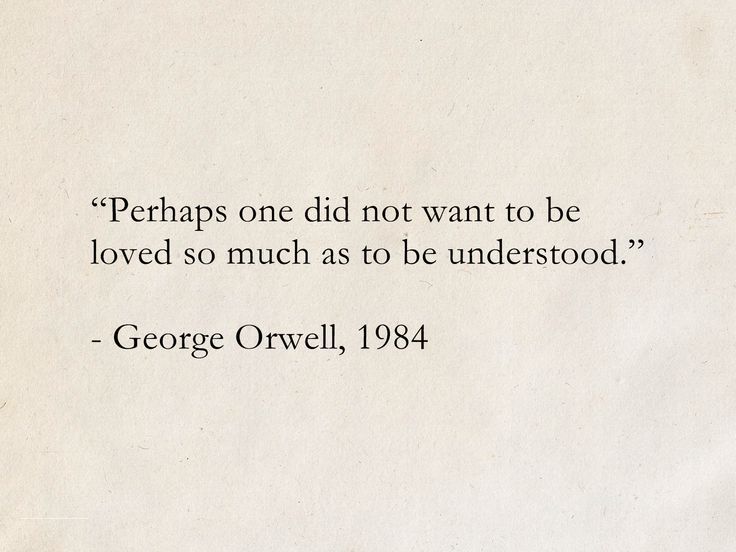 “Perhaps one did not want to be
loved so much as to be understood.”
- George Orwell, 1984